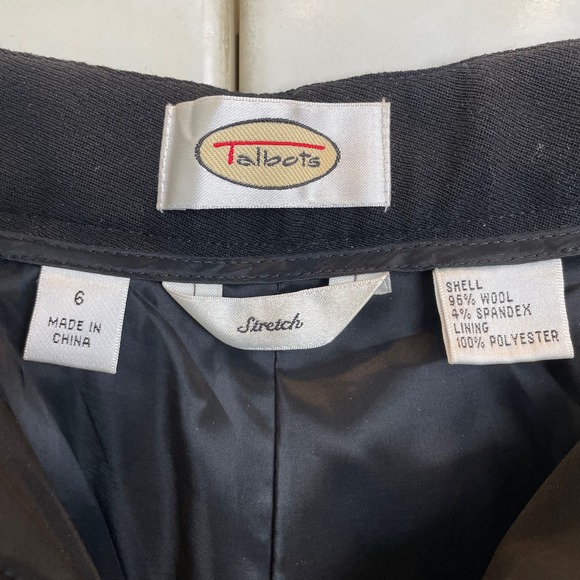 Talbots
6
MADE IN
CHINA
Stretch
SHELL
96% WOOL
4% SPANDEX
LINING
100% POLYESTER